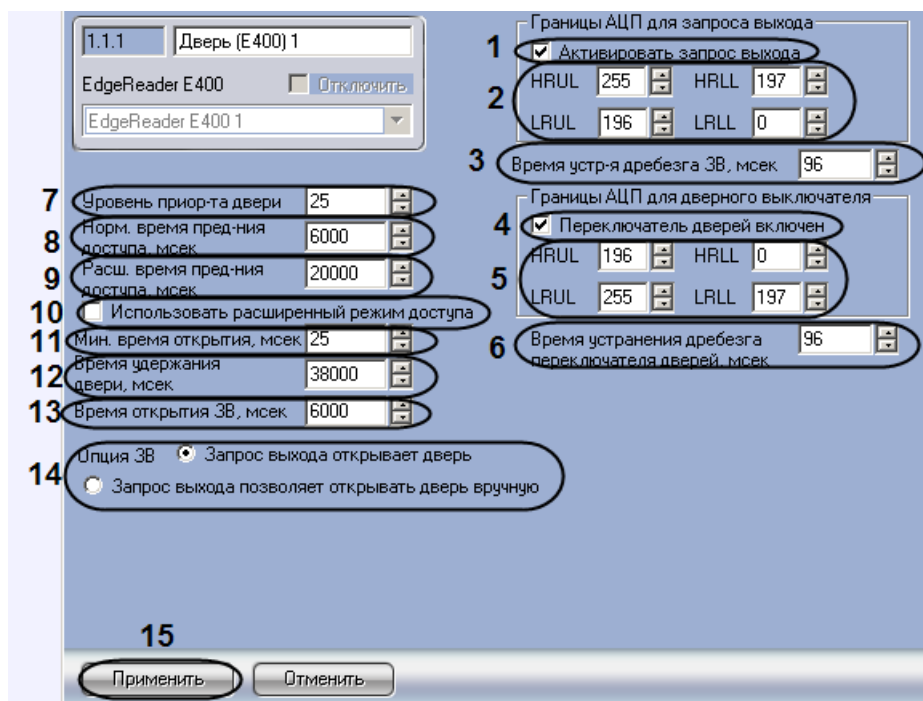 1.1.1 Дверь (E400) 1
EdgeReader E400 Отключить
EdgeReader E400 1
Границы АЦП для запроса выхода
1 Активировать запрос выхода
2 HRUL 255 HRLL 197
LRUL 196 LRLL 0
3 Время устр-я дребезга ЗВ, мсек 96
Границы АЦП для дверного выключателя
4 Переключатель дверей включен
5 HRUL 196 HRLL 0
LRUL 255 LRLL 197
6 Время устранения дребезга 96
переключателя дверей, мсек
7 Уровень приор-та двери 25
8 Норм. время пред-ния 6000
доступа, мсек
9 Расш. время пред-ния 20000
доступа, мсек
10 Использовать расширенный режим доступа
11 Мин. время открытия, мсек 25
12 Время удержания 38000
двери, мсек
13 Время открытия ЗВ, мсек 6000
14 Опция ЗВ Запрос выхода открывает дверь
Запрос выхода позволяет открывать дверь вручную
15
Применить Отменить